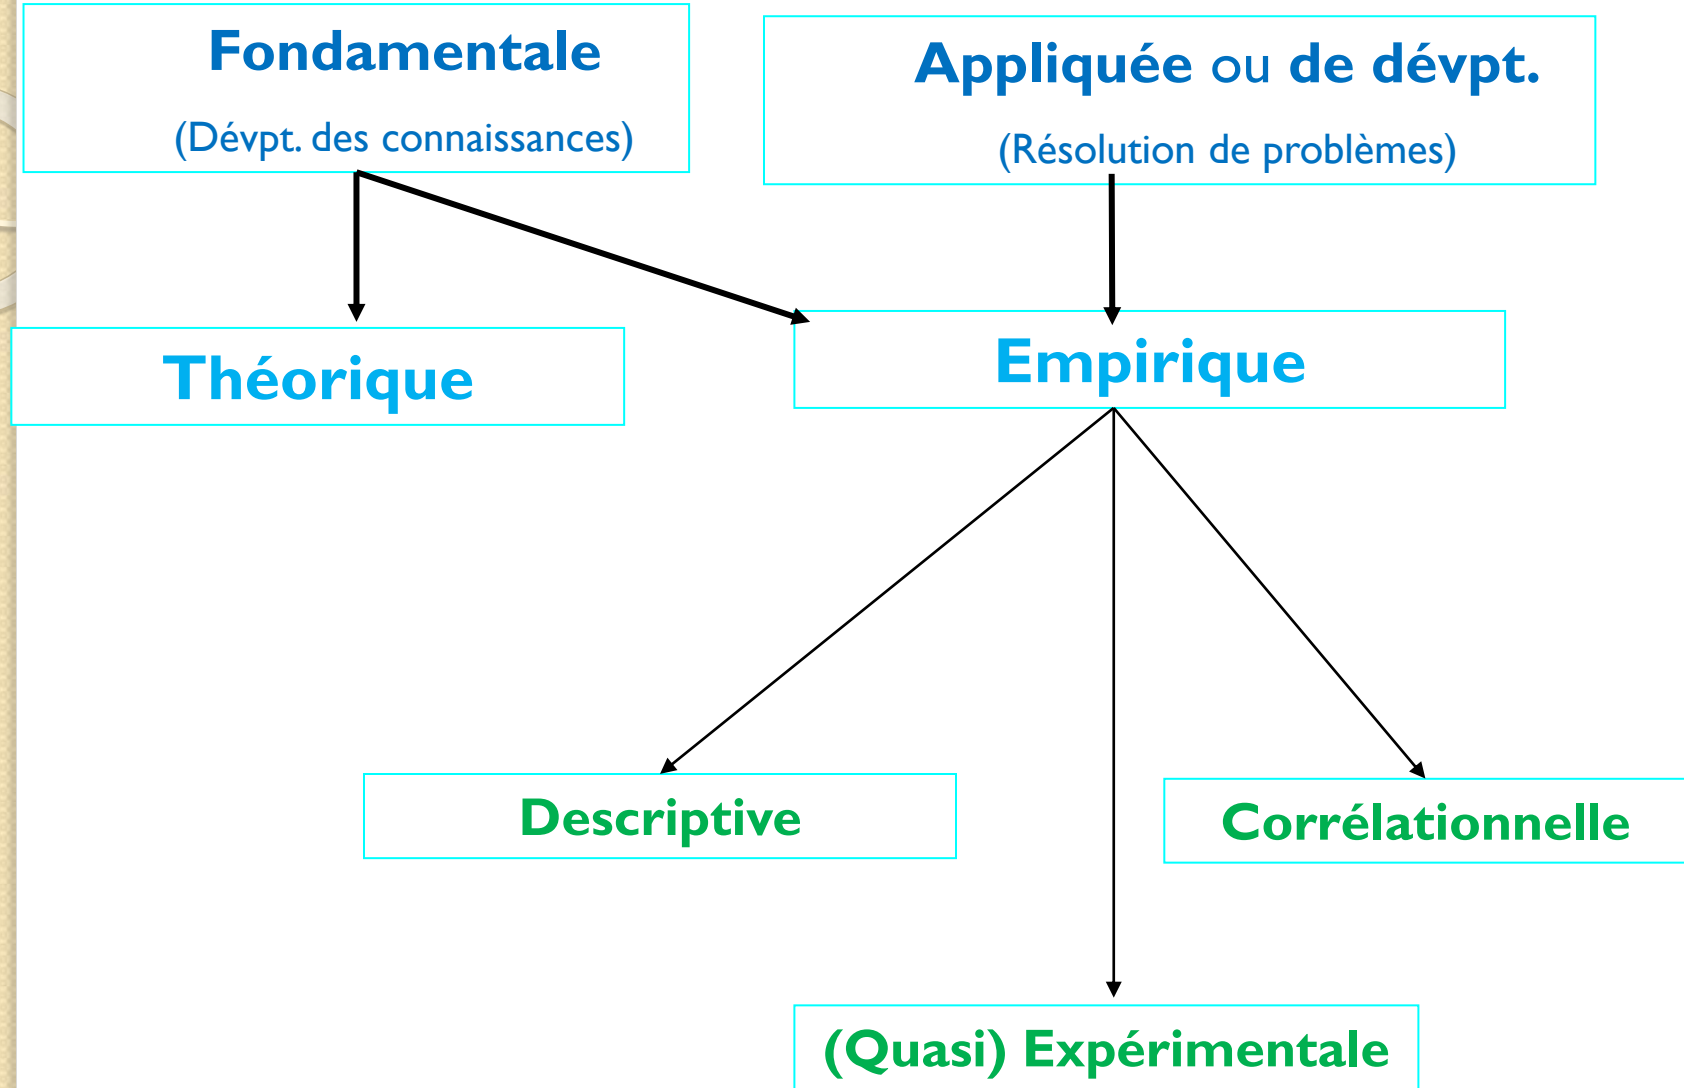 Fondamentale
(Dévpt. des connaissances)
Appliquée ou de dévpt.
(Résolution de problèmes)
Théorique
Empirique
Descriptive
Corrélationnelle
(Quasi) Expérimentale